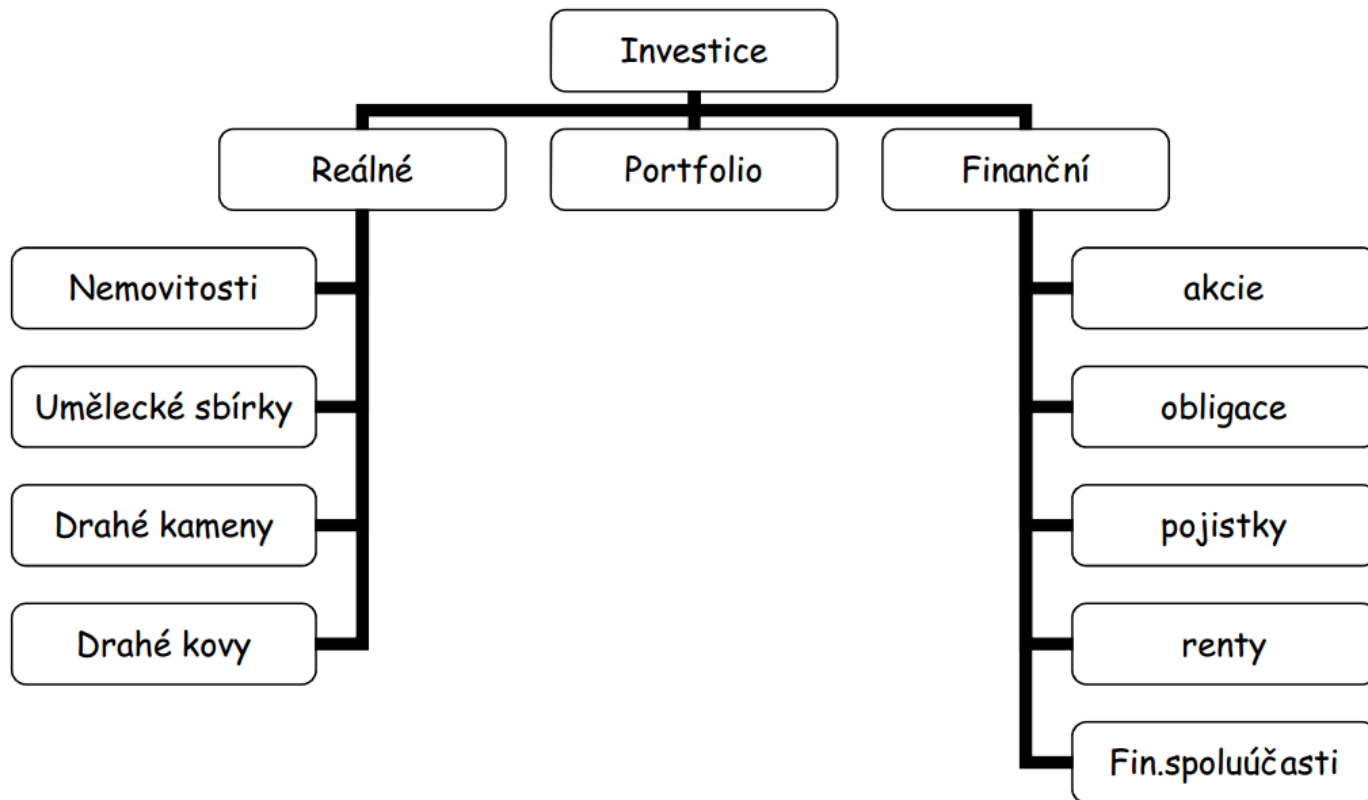 Investice
Reálné
Portfolio
Finanční
Nemovitosti
Umělecké sbírky
Drahé kameny
Drahé kovy
akcie
obligace
pojistky
renty
Fin.spoluúčasti